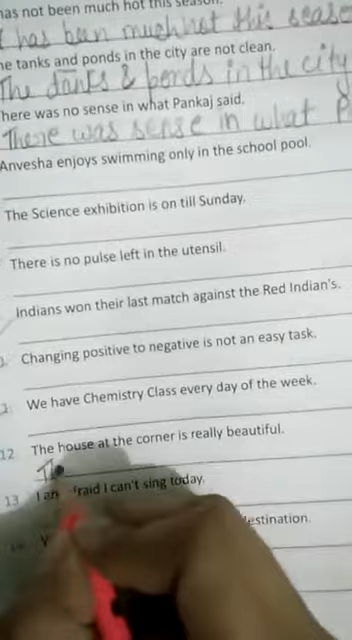 has not been much hot this season.
t has been much hot this seaso
he tanks and ponds in the city are not clean.
The tanks & ponds in the city
here was no sense in what Pankaj said.
There was sense in what P
Anvesha enjoys swimming only in the school pool.
The Science exhibition is on till Sunday.
There is no pulse left in the utensil.
Indians won their last match against the Red Indian's.
Changing positive to negative is not an easy task.
We have Chemistry Class every day of the week.
12 The house at the corner is really beautiful.
The
13 I am afraid I can't sing today.
destination.